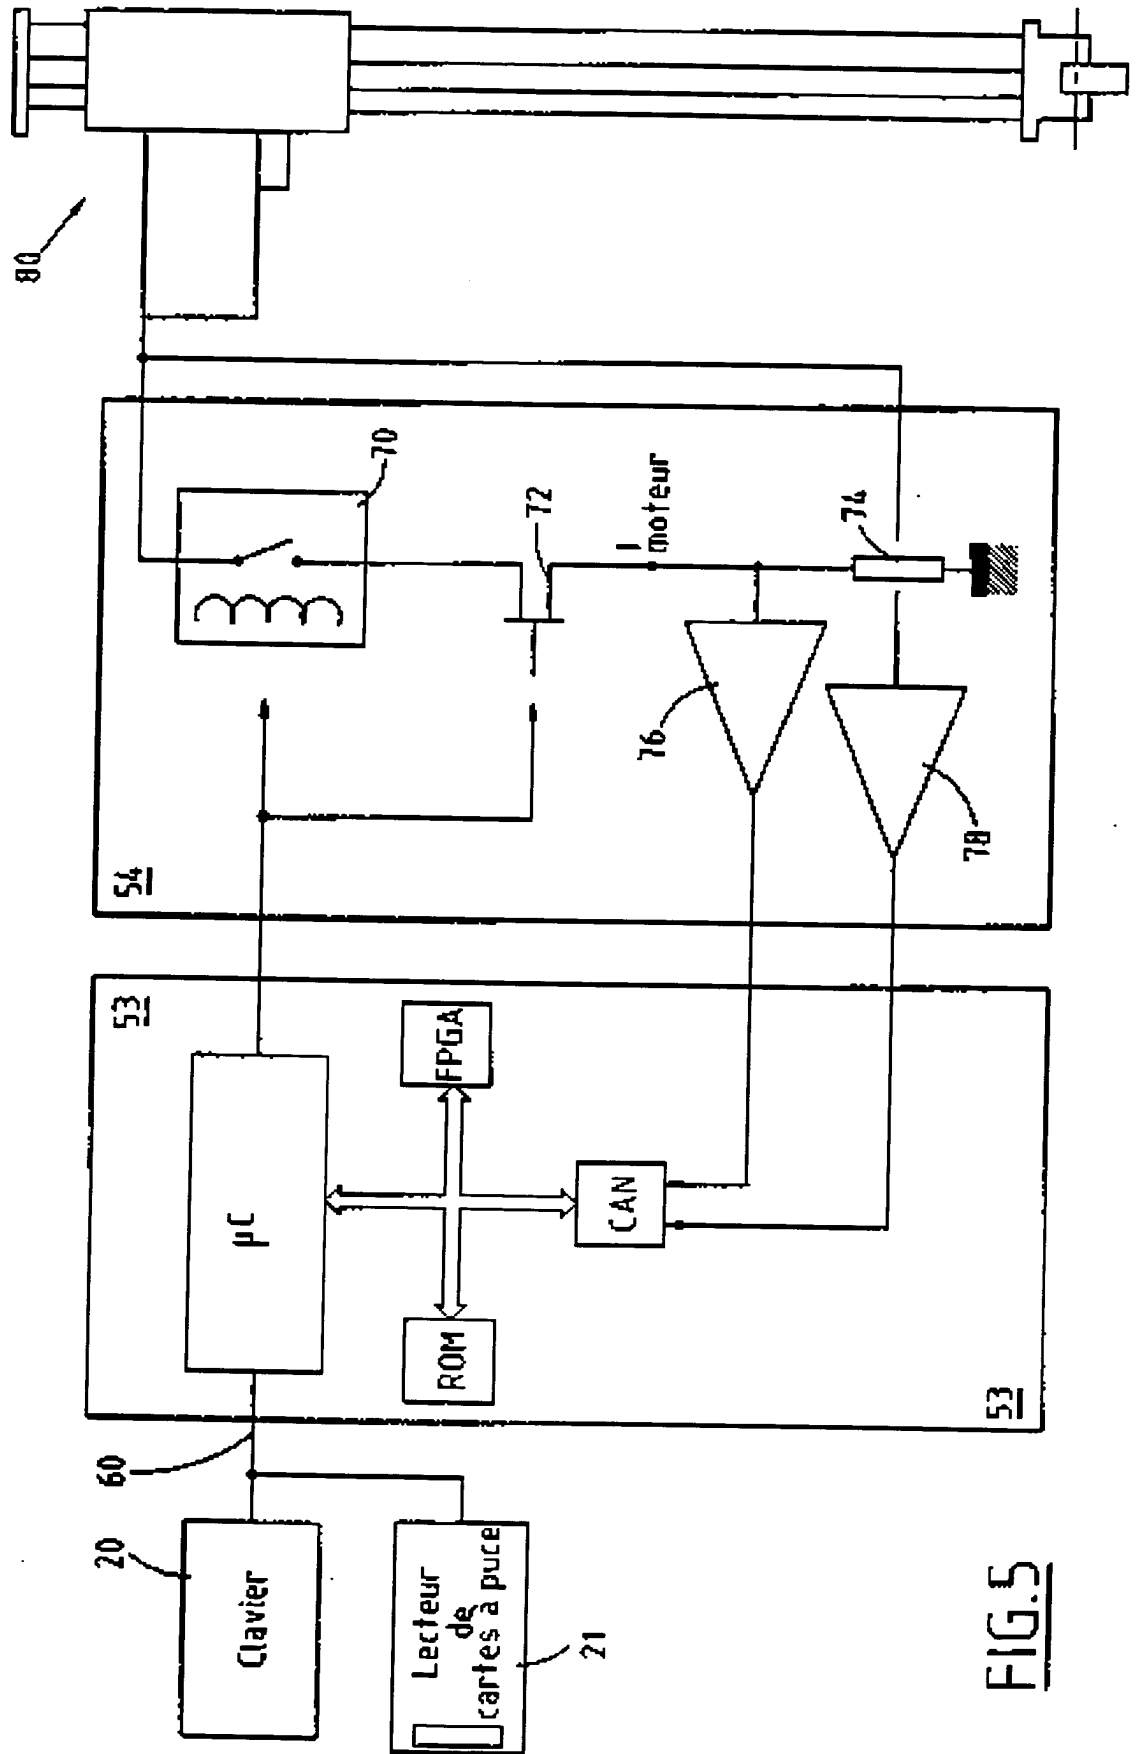 80
54
70
72
I
moteur
74
76
78
53
µC
FPGA
ROM
CAN
53
60
20
Clavier
Lecteur
de
cartes à puce
21
FIG.5